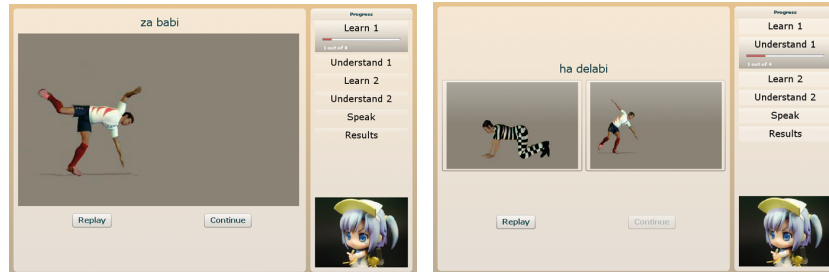 za babi
Replay
Continue
Progress
Learn 1
1 out of 8
Understand 1
Learn 2
Understand 2
Speak
Results
ha delabi
Replay
Continue
Progress
Learn 1
Understand 1
1 out of 4
Learn 2
Understand 2
Speak
Results